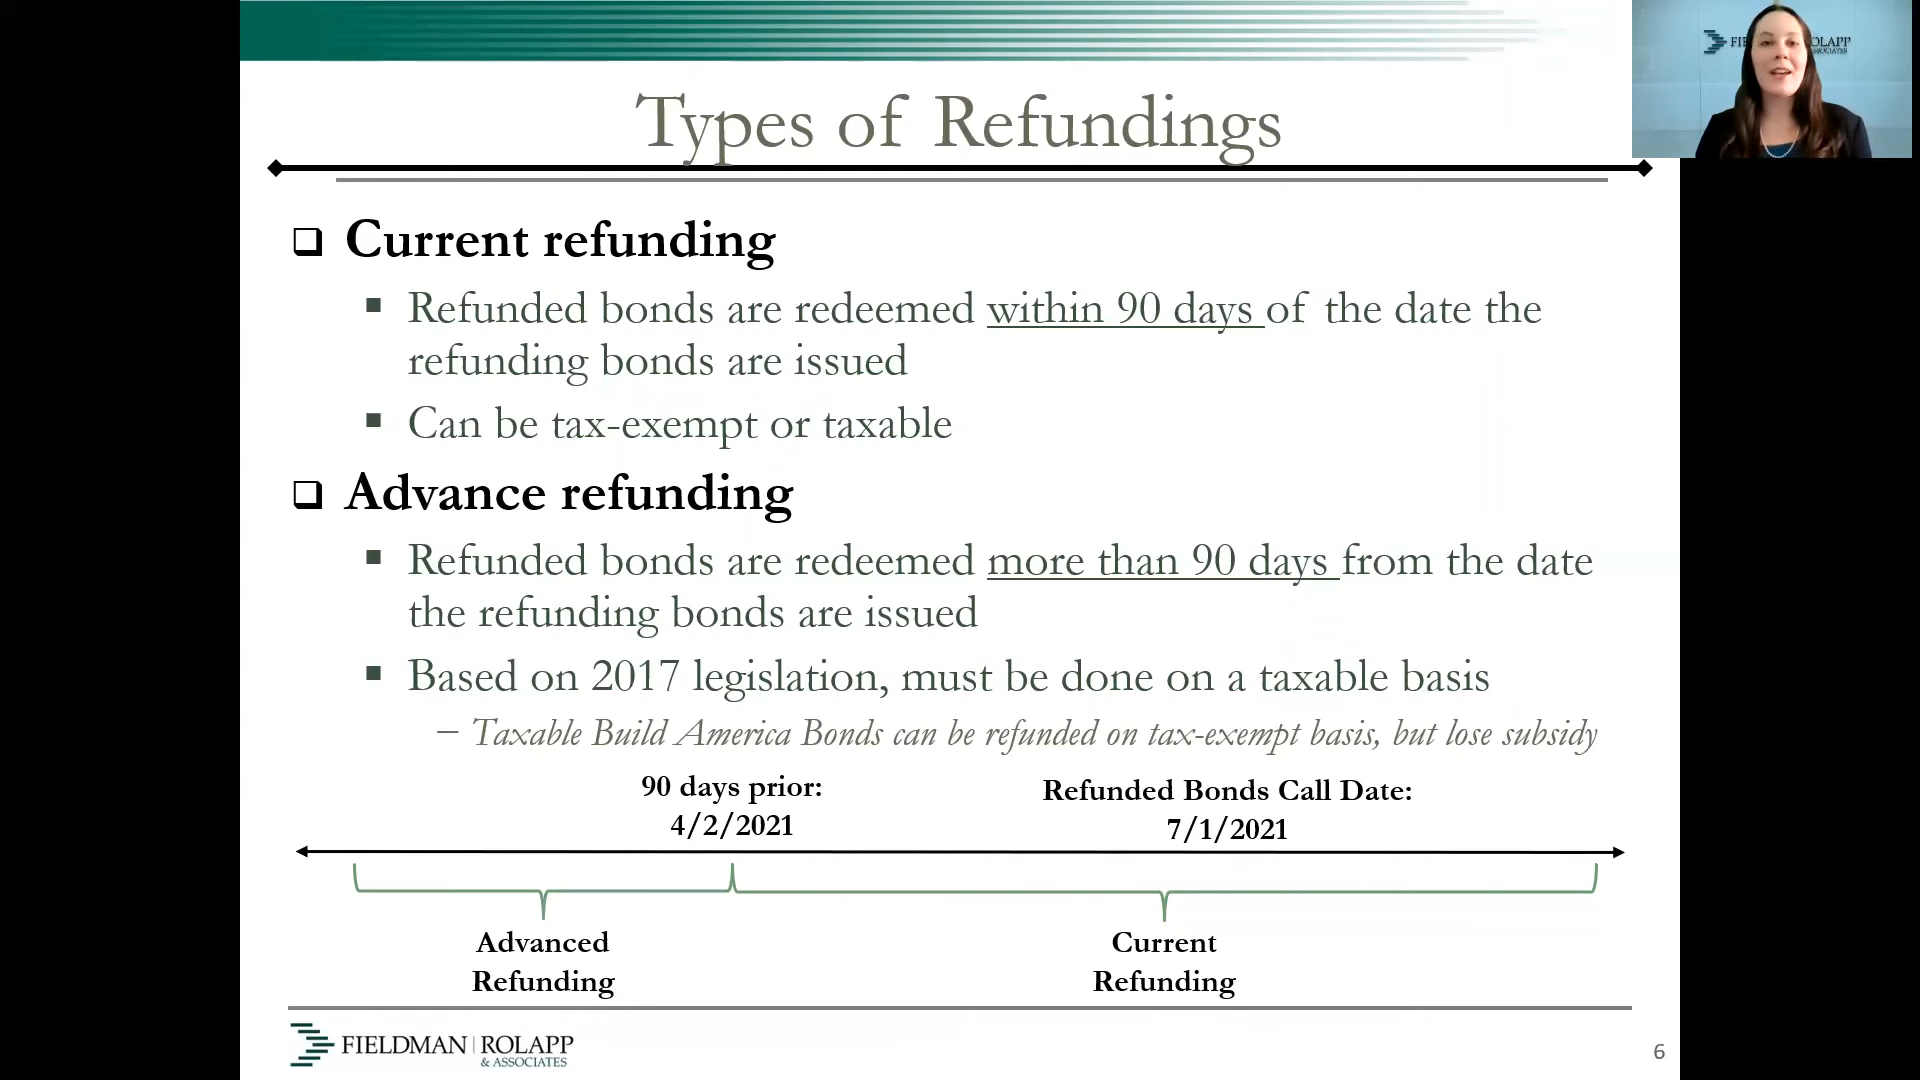 Types of Refundings
Current refunding
Refunded bonds are redeemed within 90 days of the date the
refunding bonds are issued
Can be tax-exempt or taxable
Advance refunding
Refunded bonds are redeemed more than 90 days from the date
the refunding bonds are issued
Based on 2017 legislation, must be done on a taxable basis
– Taxable Build America Bonds can be refunded on tax-exempt basis, but lose subsidy
90 days prior:
4/2/2021
Refunded Bonds Call Date:
7/1/2021
Advanced
Refunding
Current
Refunding
FIELDMAN | ROLAPP
& ASSOCIATES
6